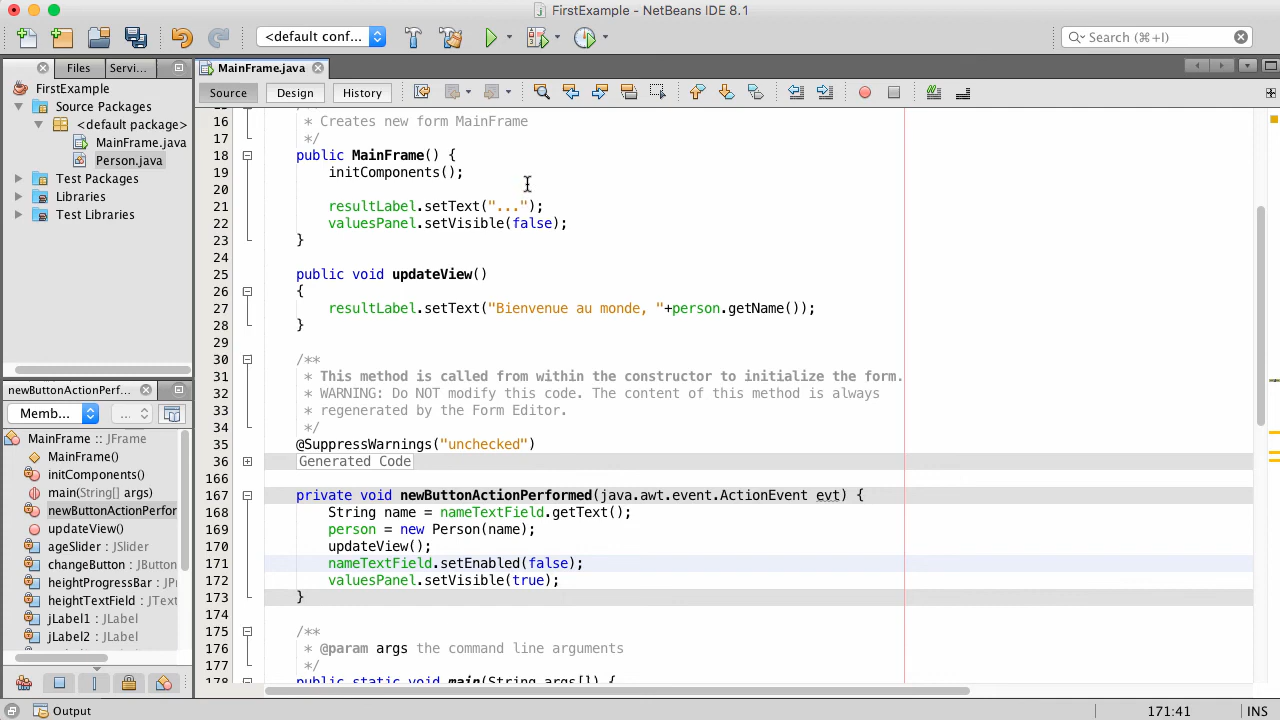 FirstExample - NetBeans IDE 8.1
<default conf...
Search (⌘+I)
Files
Servi...
MainFrame.java
FirstExample
Source Packages
<default package>
MainFrame.java
Person.java
Test Packages
Libraries
Test Libraries
Source
Design
History
16 * Creates new form MainFrame
17 */
18 public MainFrame() {
19 initComponents();
20
21 resultLabel.setText("...");
22 valuesPanel.setVisible(false);
23 }
24
25 public void updateView()
26 {
27 resultLabel.setText("Bienvenue au monde, "+person.getName());
28 }
29
30 /**
31 * This method is called from within the constructor to initialize the form.
32 * WARNING: Do NOT modify this code. The content of this method is always
33 * regenerated by the Form Editor.
34 */
35 @SuppressWarnings("unchecked")
36 Generated Code
166
167 private void newButtonActionPerformed(java.awt.event.ActionEvent evt) {
168 String name = nameTextField.getText();
169 person = new Person(name);
170 updateView();
171 nameTextField.setEnabled(false);
172 valuesPanel.setVisible(true);
173 }
174
175 /**
176 * @param args the command line arguments
177 */
178 public static void main(String args[]) {
newButtonActionPerf...
Memb...
...
MainFrame :: JFrame
MainFrame()
initComponents()
main(String[] args)
newButtonActionPerfor
updateView()
ageSlider : JSlider
changeButton : JButton
heightProgressBar : JPr
heightTextField : JText
jLabel1 : JLabel
jLabel2 : JLabel
Output
171:41
INS